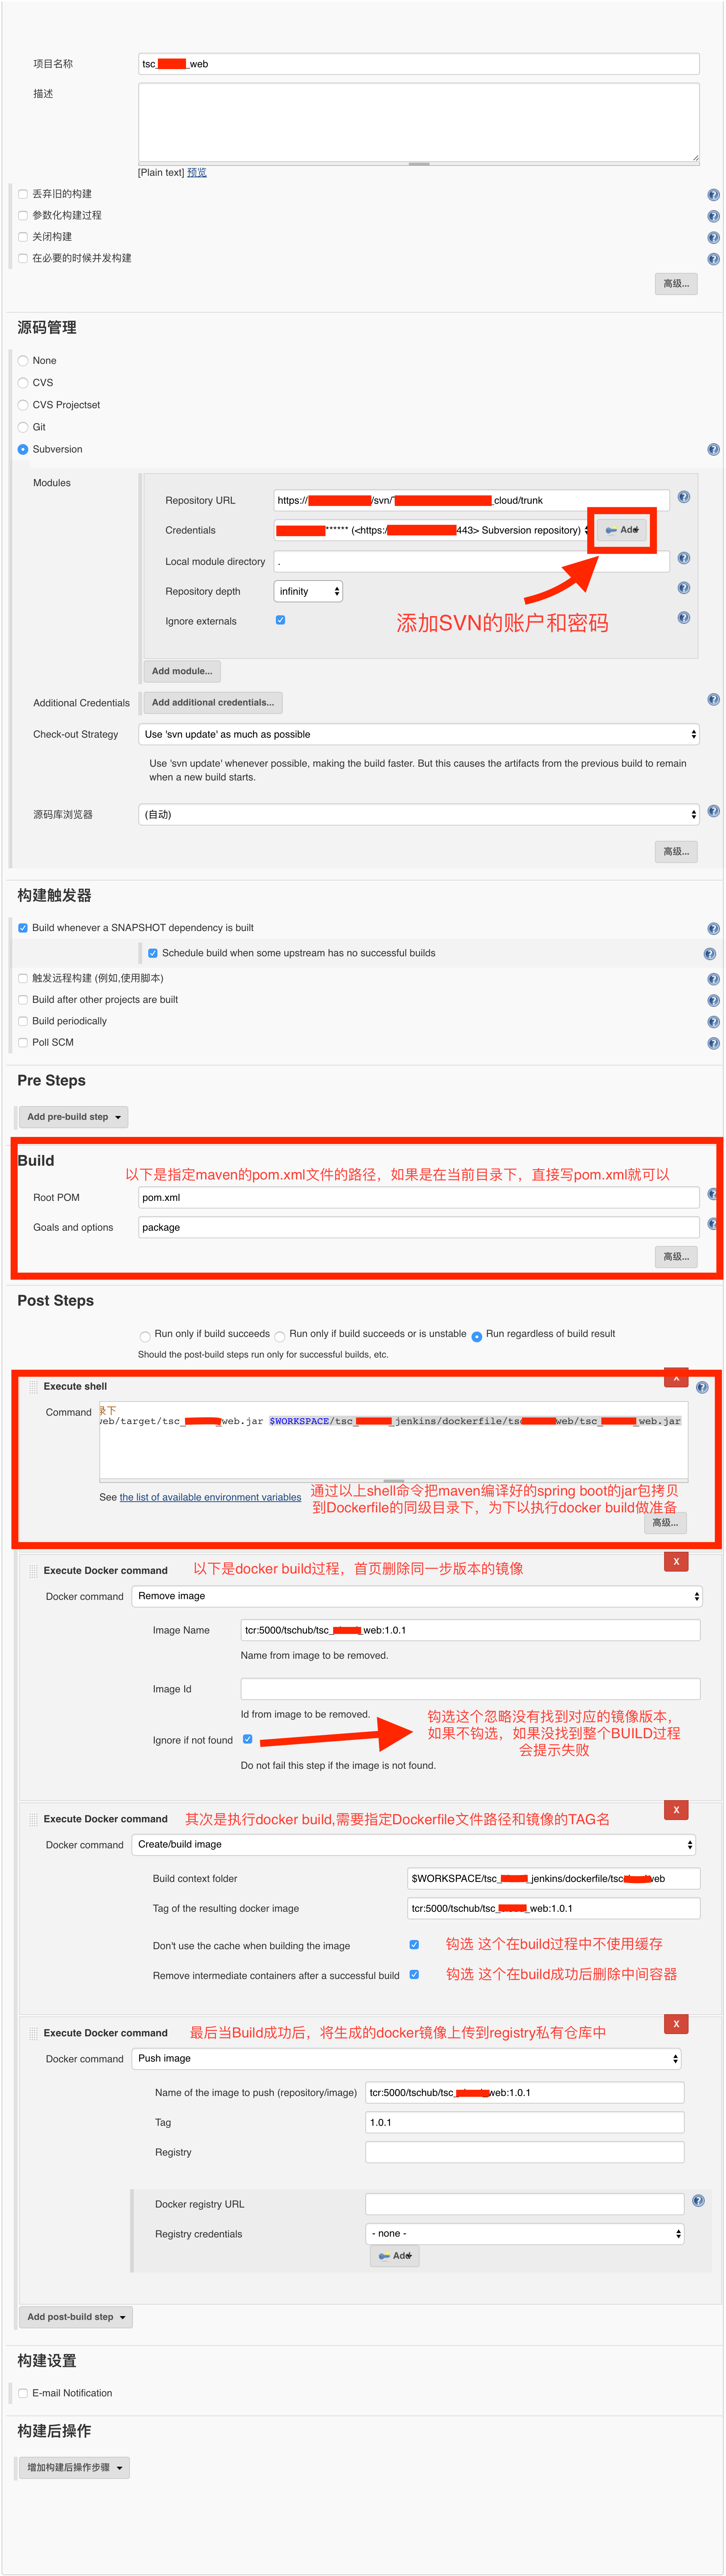 项目名称 tsc_ _web
描述
[Plain text] 预览
丢弃旧的构建
参数化构建过程
关闭构建
在必要的时候并发构建
高级...
源码管理
None
CVS
CVS Projectset
Git
Subversion
Modules
Repository URL https:// /svn/ _cloud/trunk
Credentials ****** (<https:/ 443> Subversion repository) Add
Local module directory .
Repository depth infinity
Ignore externals
添加SVN的账户和密码
Add module...
Additional Credentials Add additional credentials...
Check-out Strategy Use 'svn update' as much as possible
Use 'svn update' whenever possible, making the build faster. But this causes the artifacts from the previous build to remain
when a new build starts.
源码库浏览器 (自动)
高级...
构建触发器
Build whenever a SNAPSHOT dependency is built
Schedule build when some upstream has no successful builds
触发远程构建 (例如,使用脚本)
Build after other projects are built
Build periodically
Poll SCM
Pre Steps
Add pre-build step
Build
以下是指定maven的pom.xml文件的路径，如果是在当前目录下，直接写pom.xml就可以
Root POM pom.xml
Goals and options package
高级...
Post Steps
Run only if build succeeds Run only if build succeeds or is unstable Run regardless of build result
Should the post-build steps run only for successful builds, etc.
X
Execute shell
Command 录下
web/target/tsc_ _web.jar $WORKSPACE/tsc_ _jenkins/dockerfile/tsc web/tsc_ _web.jar
See the list of available environment variables
通过以上shell命令把maven编译好的spring boot的jar包拷贝
到Dockerfile的同级目录下，为下以执行docker build做准备
高级...
X
Execute Docker command 以下是docker build过程，首页删除同一步版本的镜像
Docker command Remove image
Image Name tcr:5000/tschub/tsc_ _web:1.0.1
Name from image to be removed.
Image Id
Id from image to be removed.
Ignore if not found
钩选这个忽略没有找到对应的镜像版本，
如果不钩选，如果没找到整个BUILD过程
会提示失败
Do not fail this step if the image is not found.
X
Execute Docker command 其次是执行docker build,需要指定Dockerfile文件路径和镜像的TAG名
Docker command Create/build image
Build context folder $WORKSPACE/tsc_ _jenkins/dockerfile/tsc web
Tag of the resulting docker image tcr:5000/tschub/tsc_ _web:1.0.1
Don't use the cache when building the image 钩选 这个在build过程中不使用缓存
Remove intermediate containers after a successful build 钩选 这个在build成功后删除中间容器
X
Execute Docker command 最后当Build成功后，将生成的docker镜像上传到registry私有仓库中
Docker command Push image
Name of the image to push (repository/image) tcr:5000/tschub/tsc_ web:1.0.1
Tag 1.0.1
Registry
Docker registry URL
Registry credentials - none -
Add
Add post-build step
构建设置
E-mail Notification
构建后操作
增加构建后操作步骤